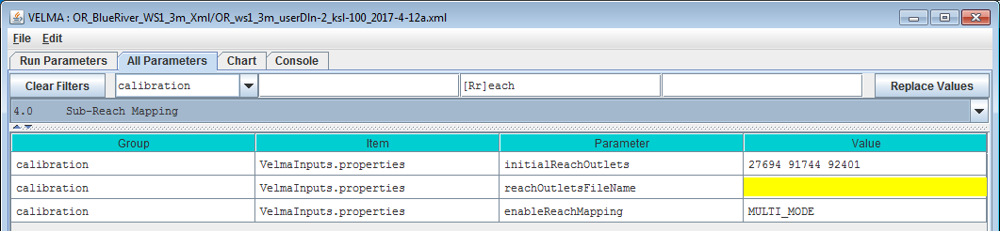 VELMA : OR_BlueRiver_WS1_3m_Xml/OR_ws1_3m_userDIn-2_ksl-100_2017-4-12a.xml
File Edit
Run Parameters All Parameters Chart Console
Clear Filters calibration [Rr]each Replace Values
4.0 Sub-Reach Mapping
Group Item Parameter Value
calibration VelmaInputs.properties initialReachOutlets 27694 91744 92401
calibration VelmaInputs.properties reachOutletsFileName
calibration VelmaInputs.properties enableReachMapping MULTI_MODE